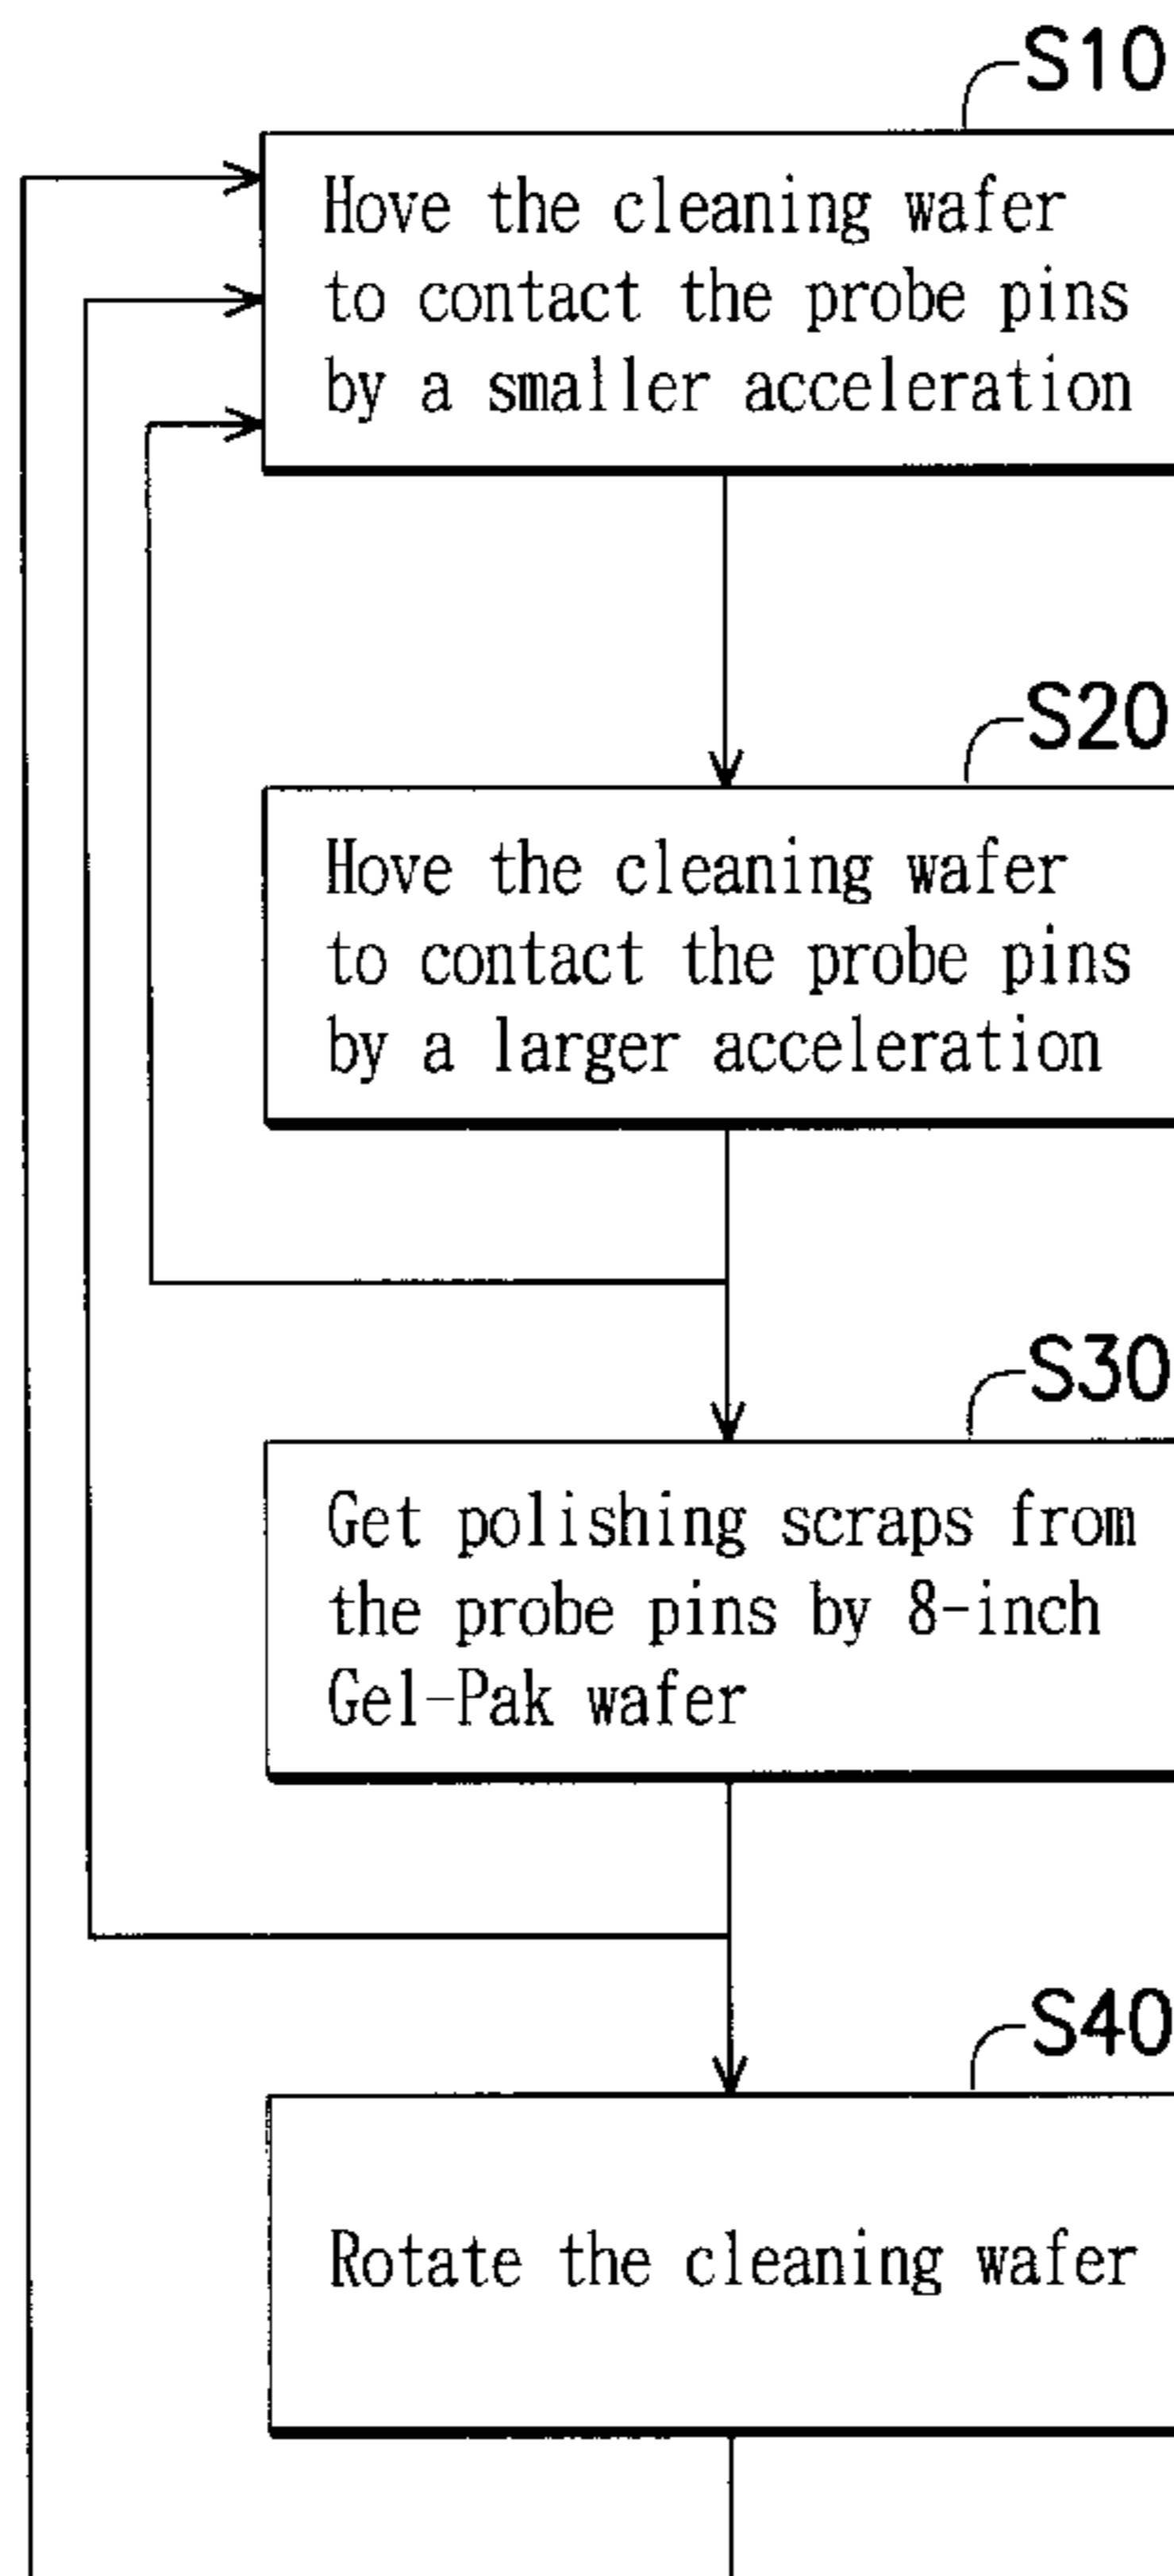 S10
Hove the cleaning wafer
to contact the probe pins
by a smaller acceleration
S20
Hove the cleaning wafer
to contact the probe pins
by a larger acceleration
S30
Get polishing scraps from
the probe pins by 8-inch
Gel-Pak wafer
S40
Rotate the cleaning wafer